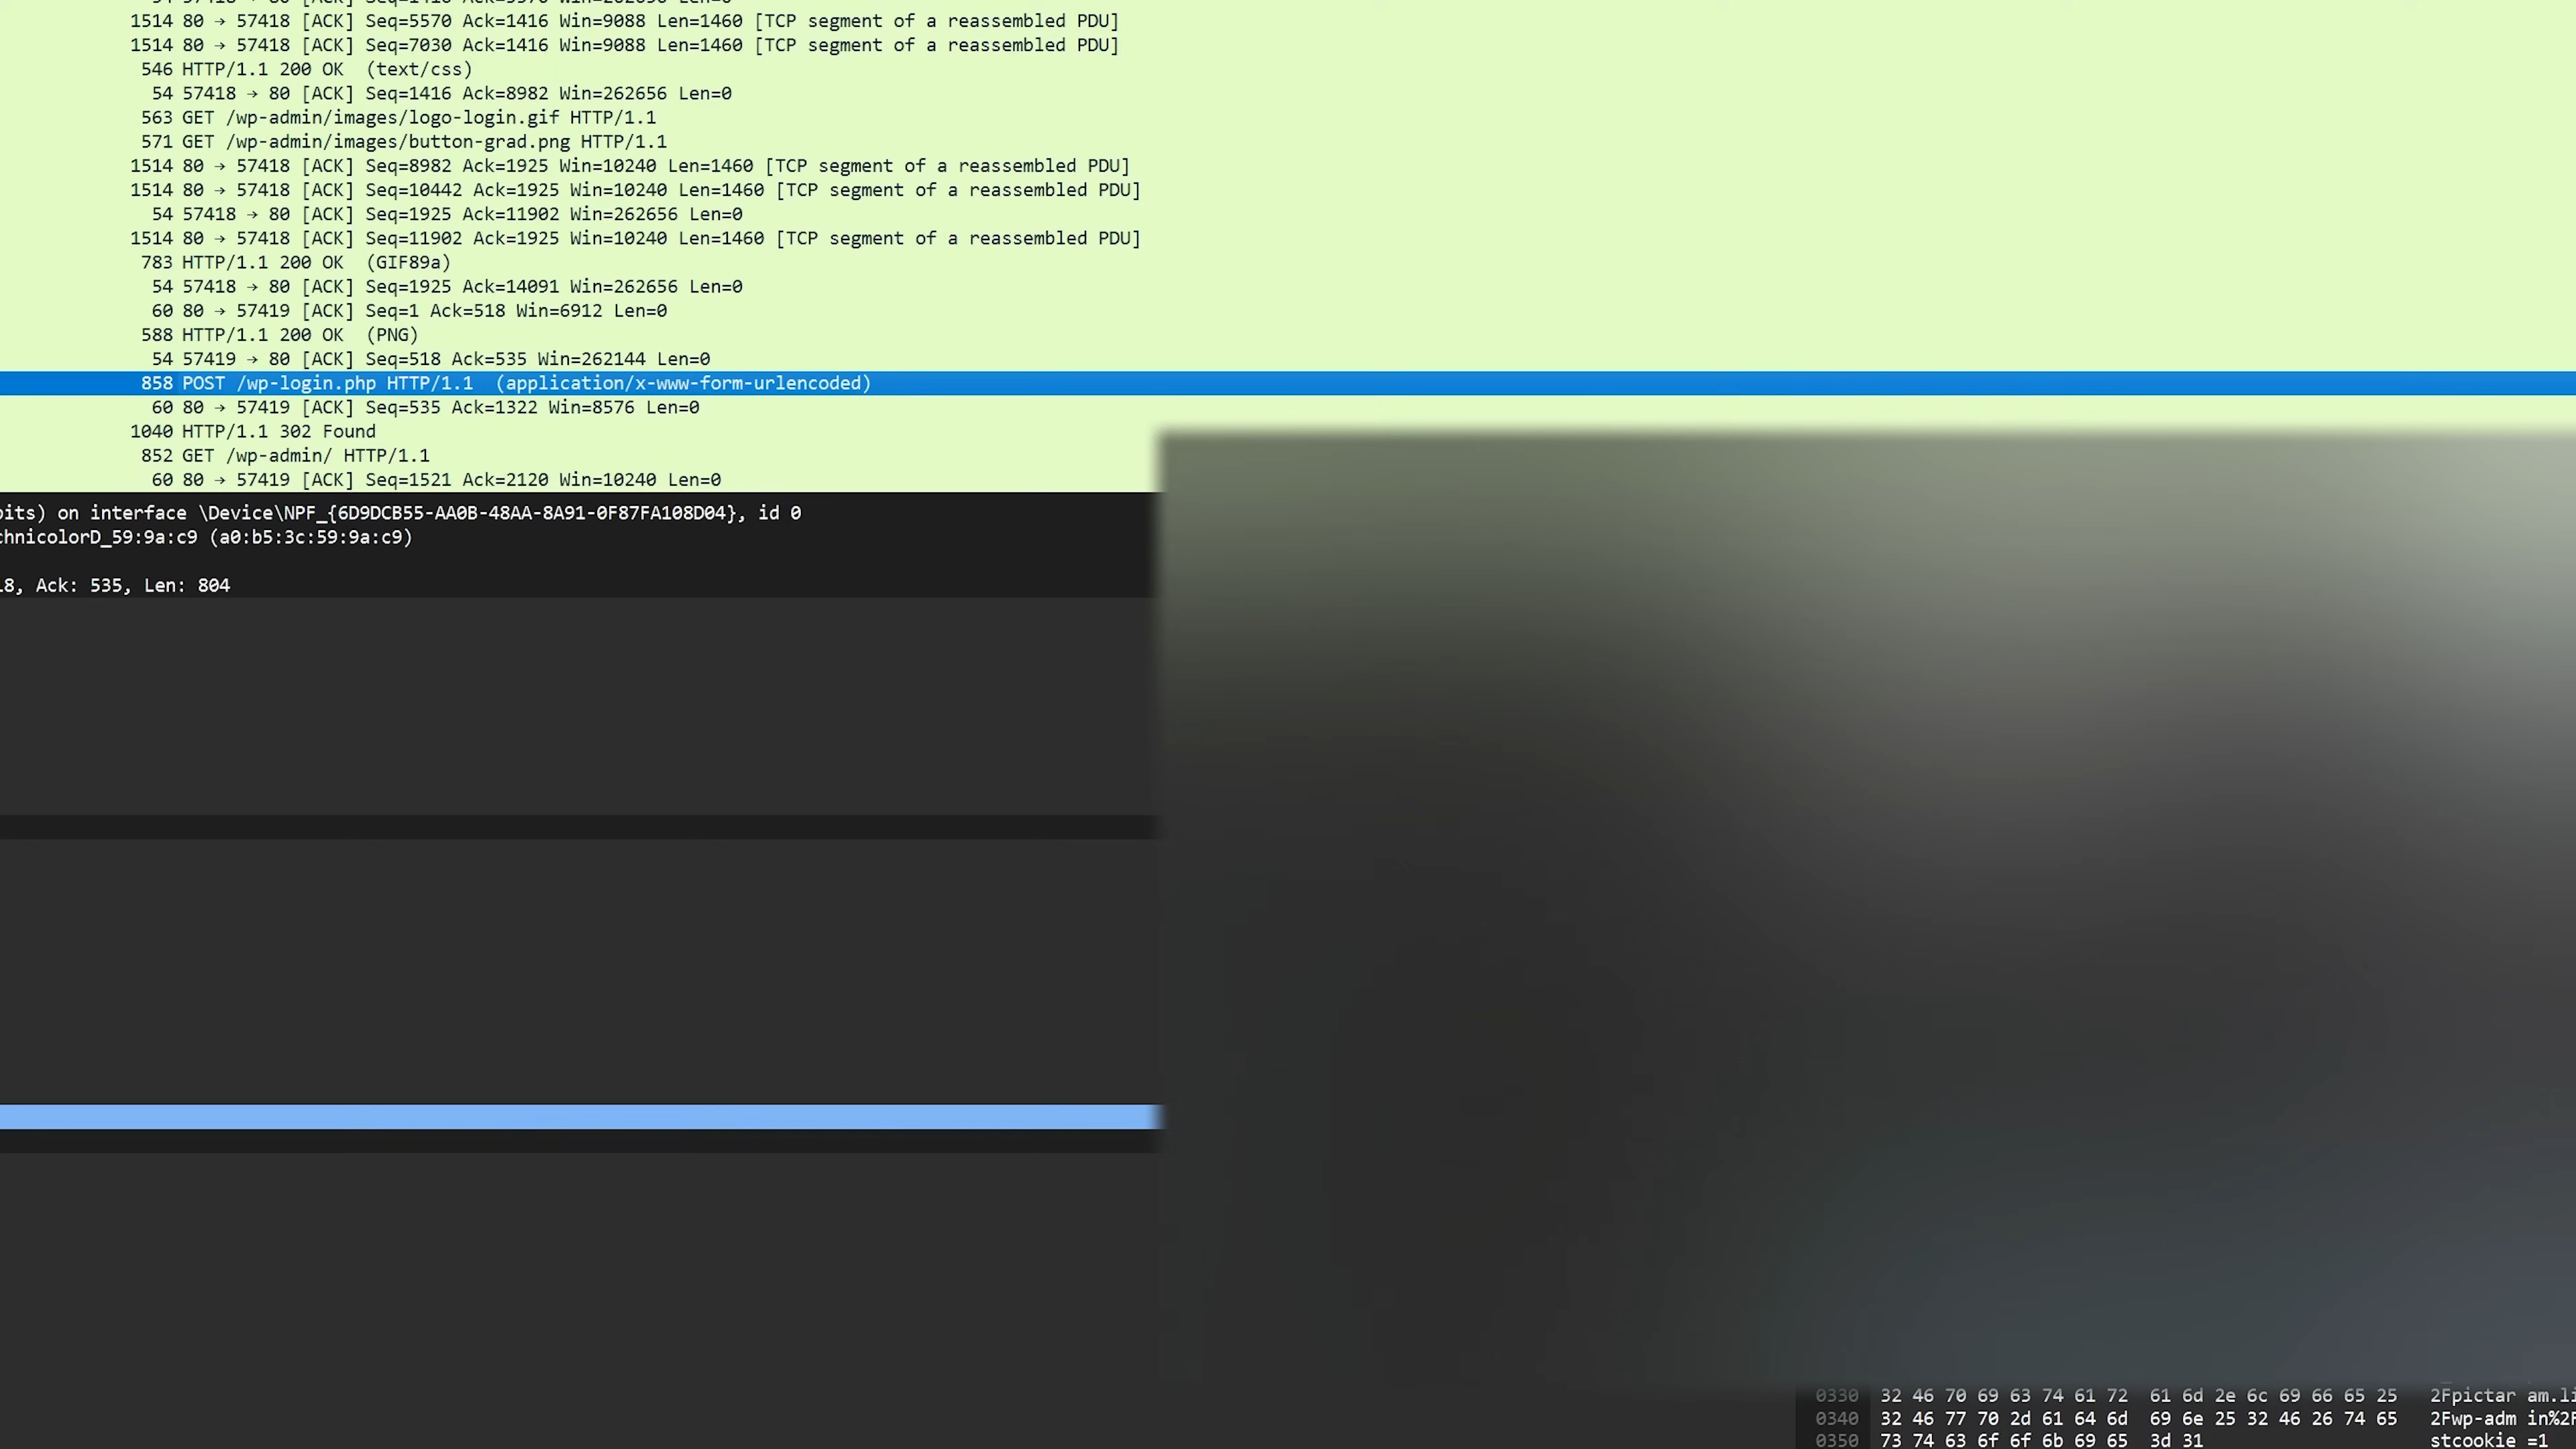 1514 80 → 57418 [ACK] Seq=5570 Ack=1416 Win=9088 Len=1460 [TCP segment of a reassembled PDU]
1514 80 → 57418 [ACK] Seq=7030 Ack=1416 Win=9088 Len=1460 [TCP segment of a reassembled PDU]
546 HTTP/1.1 200 OK (text/css)
54 57418 → 80 [ACK] Seq=1416 Ack=8982 Win=262656 Len=0
563 GET /wp-admin/images/logo-login.gif HTTP/1.1
571 GET /wp-admin/images/button-grad.png HTTP/1.1
1514 80 → 57418 [ACK] Seq=8982 Ack=1925 Win=10240 Len=1460 [TCP segment of a reassembled PDU]
1514 80 → 57418 [ACK] Seq=10442 Ack=1925 Win=10240 Len=1460 [TCP segment of a reassembled PDU]
54 57418 → 80 [ACK] Seq=1925 Ack=11902 Win=262656 Len=0
1514 80 → 57418 [ACK] Seq=11902 Ack=1925 Win=10240 Len=1460 [TCP segment of a reassembled PDU]
783 HTTP/1.1 200 OK (GIF89a)
54 57418 → 80 [ACK] Seq=1925 Ack=14091 Win=262656 Len=0
60 80 → 57419 [ACK] Seq=1 Ack=518 Win=6912 Len=0
588 HTTP/1.1 200 OK (PNG)
54 57419 → 80 [ACK] Seq=518 Ack=535 Win=262144 Len=0
858 POST /wp-login.php HTTP/1.1 (application/x-www-form-urlencoded)
60 80 → 57419 [ACK] Seq=535 Ack=1322 Win=8576 Len=0
1040 HTTP/1.1 302 Found
852 GET /wp-admin/ HTTP/1.1
60 80 → 57419 [ACK] Seq=1521 Ack=2120 Win=10240 Len=0
bits) on interface \Device\NPF_{6D9DCB55-AA0B-48AA-8A91-0F87FA108D04}, id 0
chnicolorD_59:9a:c9 (a0:b5:3c:59:9a:c9)
18, Ack: 535, Len: 804
0330 32 46 70 69 63 74 61 72 61 6d 2e 6c 69 66 65 25 2Fpictar am.li
0340 32 46 77 70 2d 61 64 6d 69 6e 25 32 46 26 74 65 2Fwp-adm in%2F
0350 73 74 63 6f 6f 6b 69 65 3d 31 stcookie =1